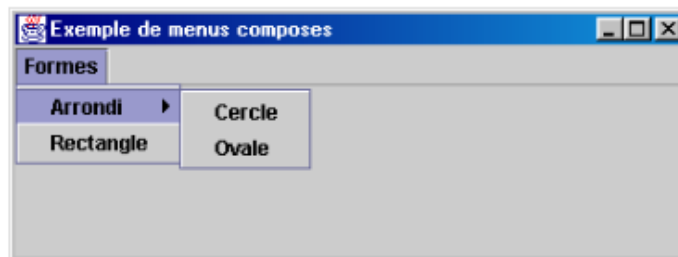 Exemple de menus composes
Formes
Arrondi
Rectangle
Cercle
Ovale